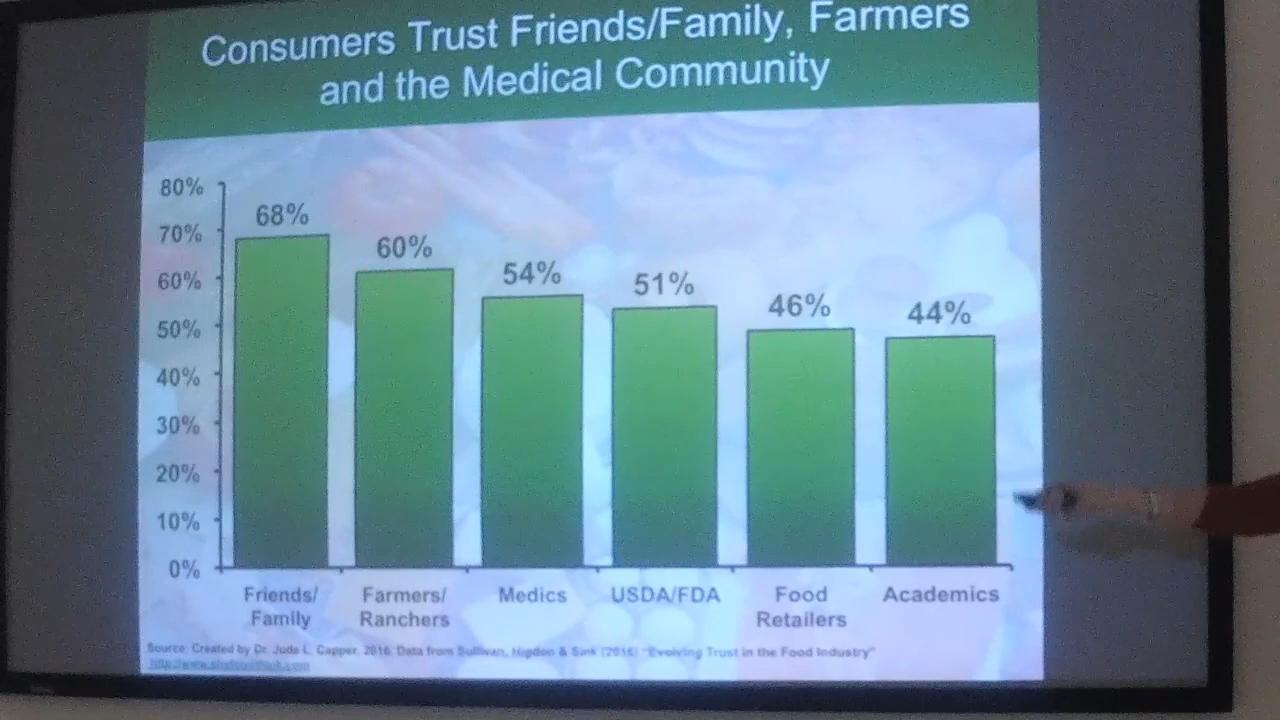 Consumers Trust Friends/Family, Farmers
and the Medical Community
80%
70%
60%
50%
40%
30%
20%
10%
0%
68%
60%
54%
51%
46%
44%
Friends/
Family
Farmers/
Ranchers
Medics
USDA/FDA
Food
Retailers
Academics
Source: Created by Dr. Jude L. Capper, 2016. Data from Sullivan, Higdon & Sink (2016) "Evolving Trust in the Food Industry"